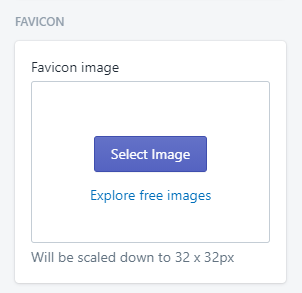 FAVICON
Favicon image
Select Image
Explore free images
Will be scaled down to 32 x 32px